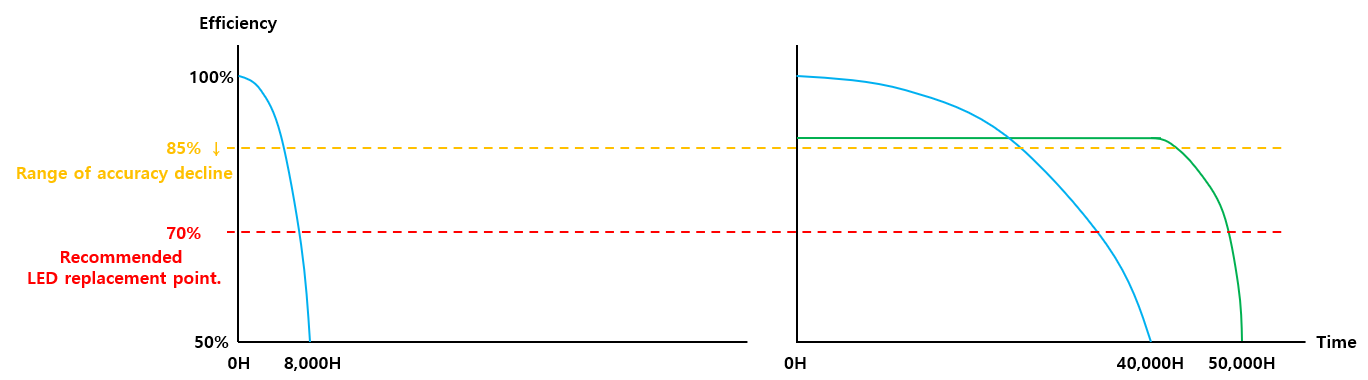 Efficiency
100%
85% ↓
Range of accuracy decline
70%
Recommended
LED replacement point.
50%
0H
8,000H
0H
40,000H
50,000H
Time